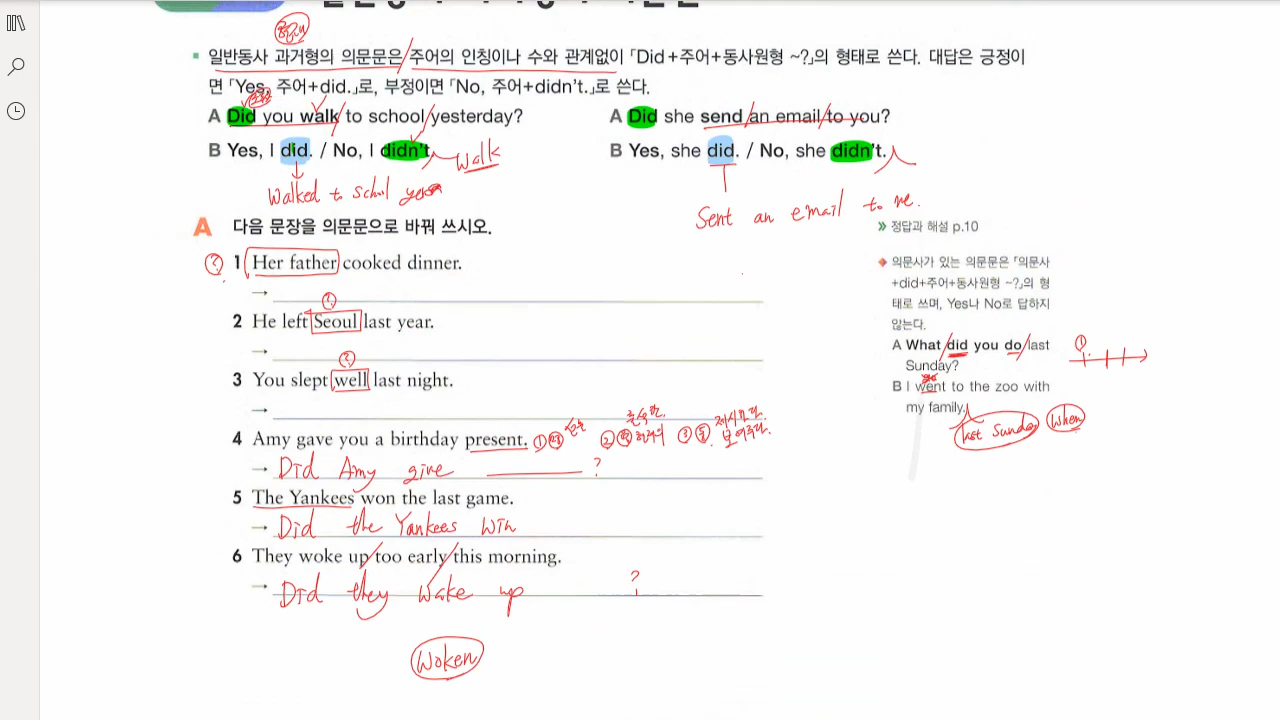 일반동사 과거형의 의문문은 주어의 인칭이나 수와 관계없이 「Did+주어+동사원형 ~?」의 형태로 쓴다. 대답은 긍정이
면 「Yes, 주어+did.」로, 부정이면 「No, 주어+didn't.」로 쓴다.
A Did you walk to school yesterday?
B Yes, I did. / No, I didn't.
walk
Walked to school
A Did she send an email to you?
B Yes, she did. / No, she didn't.
Sent an email to me.
A 다음 문장을 의문문으로 바꿔 쓰시오.
» 정답과 해설 p.10
1 Her father cooked dinner.
→
2 He left Seoul last year.
→
3 You slept well last night.
→
4 Amy gave you a birthday present.
① ② ③ 제시하다. 보여주다.
→ Did Amy give ?
5 The Yankees won the last game.
→ Did the Yankees win
6 They woke up too early this morning.
→ Did they wake up ?
Woken
의문사가 있는 의문문은 「의문사
+did+주어+동사원형 ~?」의 형
태로 쓰며, Yes나 No로 답하지
않는다.
A What did you do last
Sunday?
B I went to the zoo with
my family.
last Sunday When